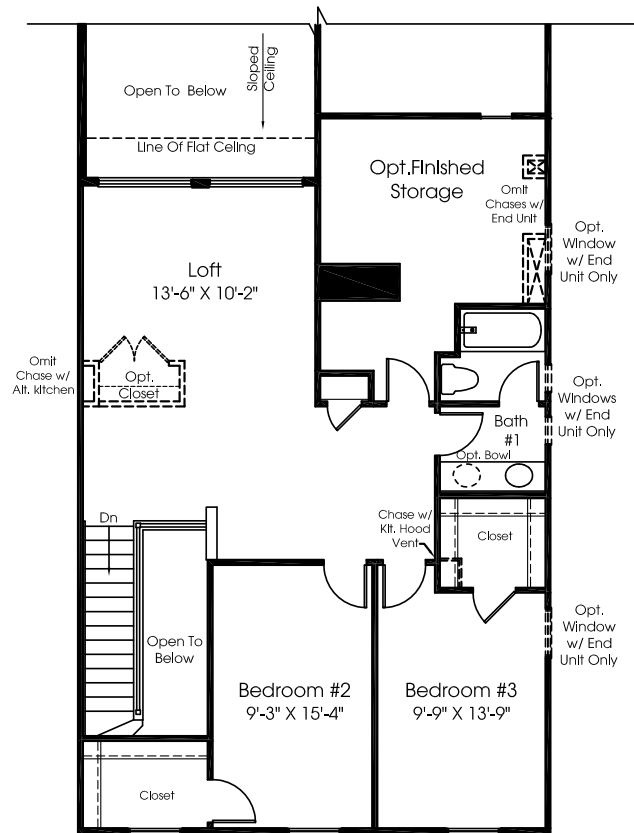 Open To Below
Sloped
Ceiling
Line Of Flat Celing
Opt.Finished
Storage
Omit
Chases w/
End Unit
Opt.
Window
w/ End
Unit Only
Loft
13'-6" X 10'-2"
Omit
Chase w/
Alt. kitchen
Opt.
Closet
Opt.
Windows
w/ End
Unit Only
Bath
#1
Opt. Bowl
Dn
Chase w/
Kit. Hood
Vent
Closet
Open To
Below
Opt.
Window
w/ End
Unit Only
Bedroom #2
9'-3" X 15'-4"
Bedroom #3
9'-9" X 13'-9"
Closet